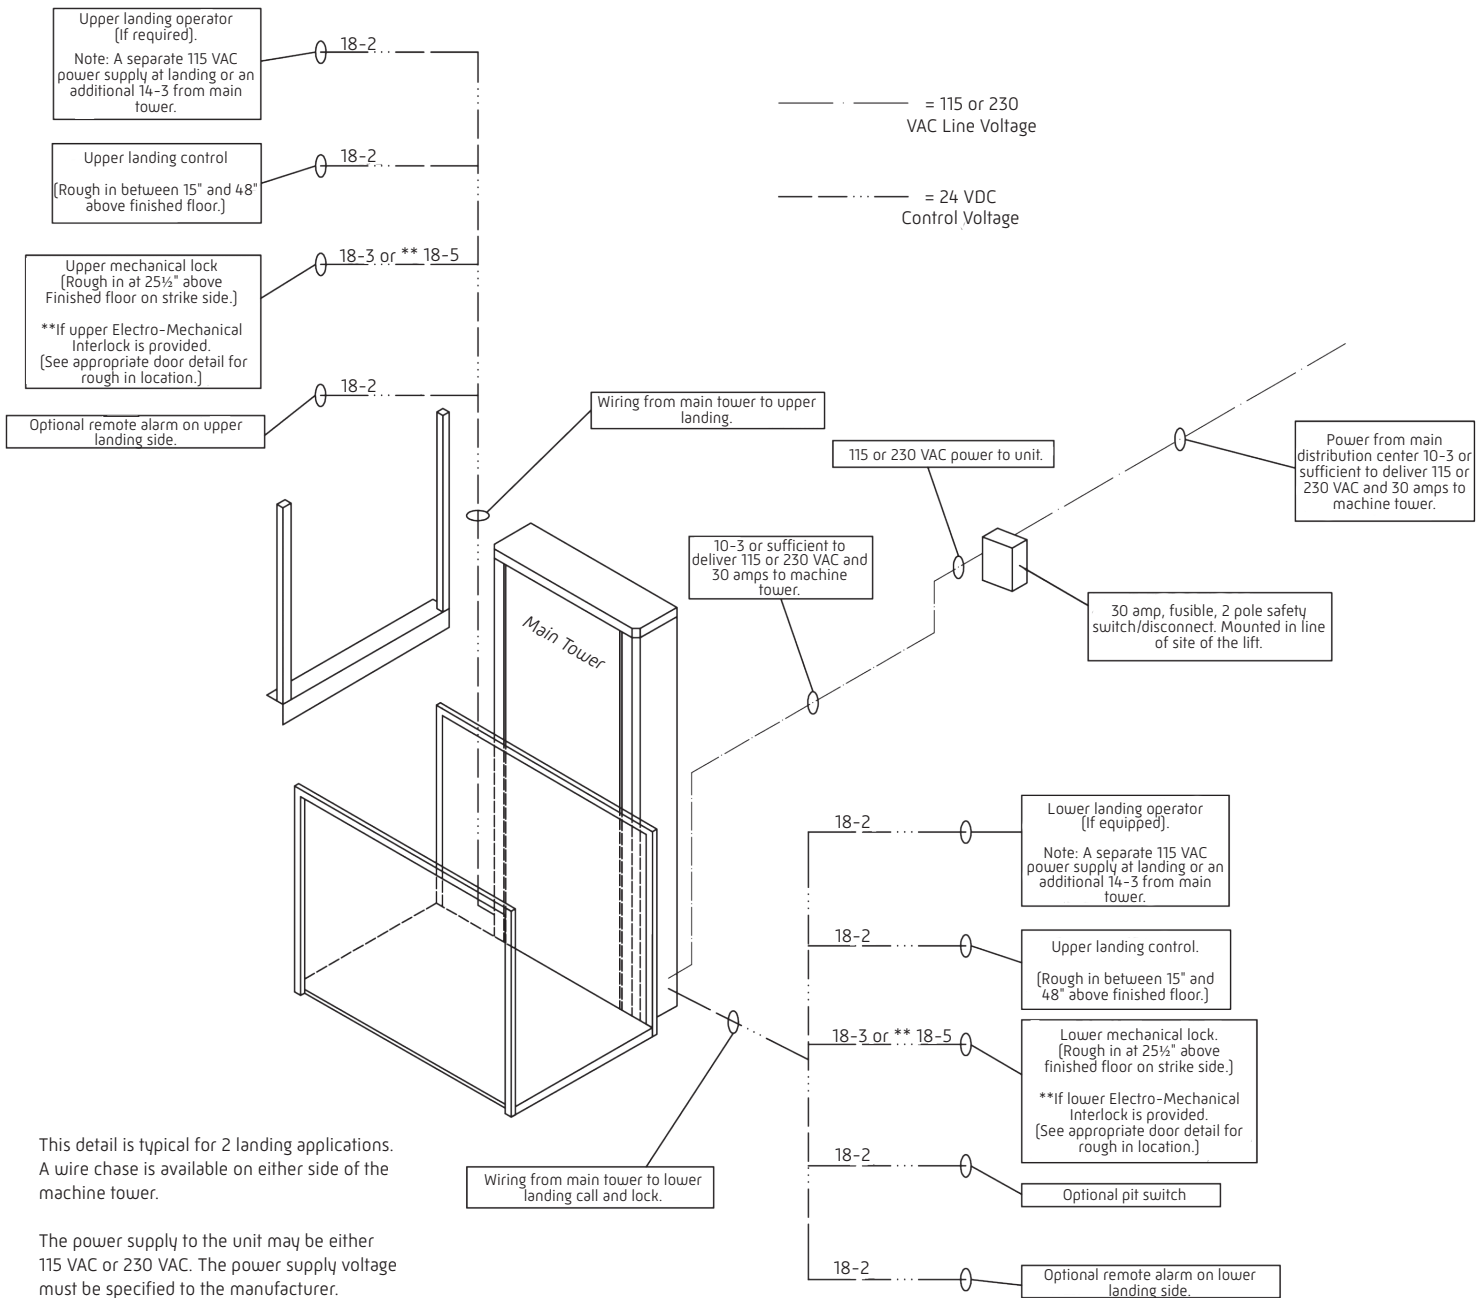 Upper landing operator
(If required).
Note: A separate 115 VAC
power supply at landing or an
additional 14-3 from main
tower.
18-2
Upper landing control
(Rough in between 15" and 48"
above finished floor.)
18-2
Upper mechanical lock
(Rough in at 25½" above
Finished floor on strike side.)
**If upper Electro-Mechanical
Interlock is provided.
(See appropriate door detail for
rough in location.)
18-3 or ** 18-5
Optional remote alarm on upper
landing side.
18-2
= 115 or 230
VAC Line Voltage
= 24 VDC
Control Voltage
Wiring from main tower to upper
landing.
115 or 230 VAC power to unit.
Power from main
distribution center 10-3 or
sufficient to deliver 115 or
230 VAC and 30 amps to
machine tower.
10-3 or sufficient to
deliver 115 or 230 VAC and
30 amps to machine
tower.
30 amp, fusible, 2 pole safety
switch/disconnect. Mounted in line
of site of the lift.
Main Tower
18-2
Lower landing operator
(If equipped).
Note: A separate 115 VAC
power supply at landing or an
additional 14-3 from main
tower.
18-2
Upper landing control.
(Rough in between 15" and
48" above finished floor.)
18-3 or ** 18-5
Lower mechanical lock.
(Rough in at 25½" above
finished floor on strike side.)
**If lower Electro-Mechanical
Interlock is provided.
(See appropriate door detail for
rough in location.)
18-2
Optional pit switch
18-2
Optional remote alarm on lower
landing side.
Wiring from main tower to lower
landing call and lock.
This detail is typical for 2 landing applications.
A wire chase is available on either side of the
machine tower.
The power supply to the unit may be either
115 VAC or 230 VAC. The power supply voltage
must be specified to the manufacturer.